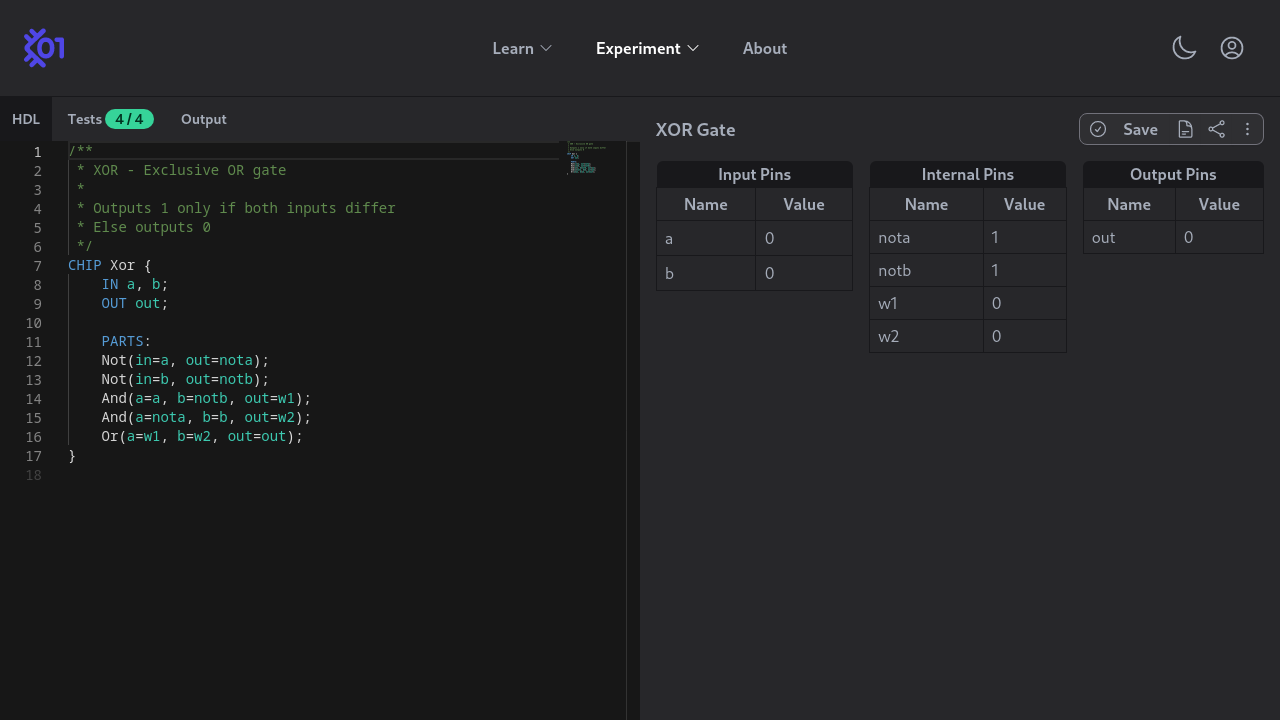 X01
Learn
Experiment
About
HDL
Tests 4 / 4
Output
1 /**
2  * XOR - Exclusive OR gate
3  *
4  * Outputs 1 only if both inputs differ
5  * Else outputs 0
6  */
7 CHIP Xor {
8     IN a, b;
9     OUT out;
10
11     PARTS:
12     Not(in=a, out=nota);
13     Not(in=b, out=notb);
14     And(a=a, b=notb, out=w1);
15     And(a=nota, b=b, out=w2);
16     Or(a=w1, b=w2, out=out);
17 }
18
XOR Gate
Save
Input Pins
Name Value
a 0
b 0
Internal Pins
Name Value
nota 1
notb 1
w1 0
w2 0
Output Pins
Name Value
out 0